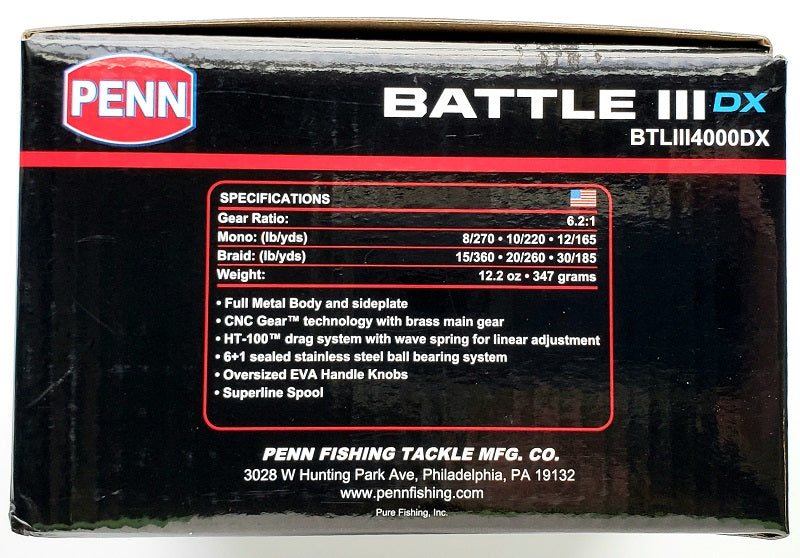 PENN
BATTLE III DX
BTLIII4000DX
SPECIFICATIONS
Gear Ratio: 6.2:1
Mono: (lb/yds) 8/270 • 10/220 • 12/165
Braid: (lb/yds) 15/360 • 20/260 • 30/185
Weight: 12.2 oz • 347 grams
• Full Metal Body and sideplate
• CNC Gear™ technology with brass main gear
• HT-100™ drag system with wave spring for linear adjustment
• 6+1 sealed stainless steel ball bearing system
• Oversized EVA Handle Knobs
• Superline Spool
PENN FISHING TACKLE MFG. CO.
3028 W Hunting Park Ave, Philadelphia, PA 19132
www.pennfishing.com
Pure Fishing, Inc.